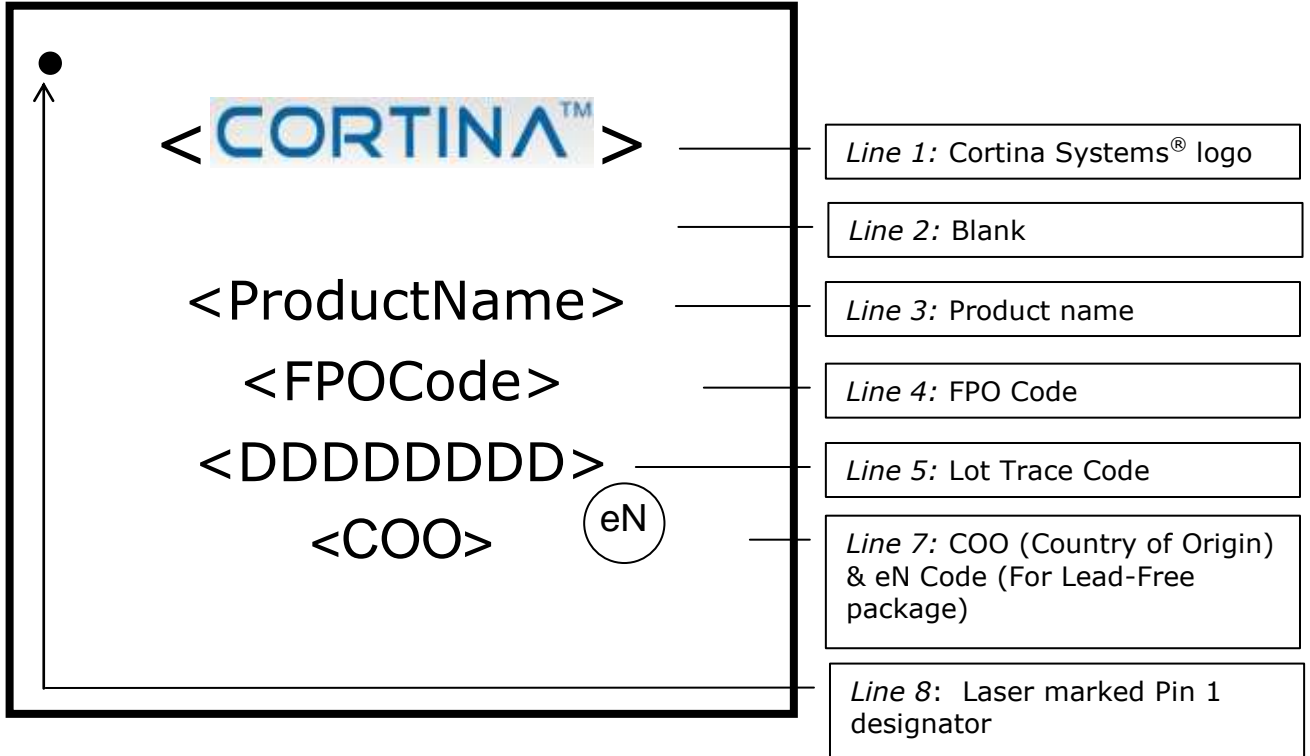 < CORTINA™ >
Line 1: Cortina Systems® logo
Line 2: Blank
<ProductName>
Line 3: Product name
<FPOCode>
Line 4: FPO Code
<DDDDDDDD>
Line 5: Lot Trace Code
<COO>
eN
Line 7: COO (Country of Origin)
& eN Code (For Lead-Free
package)
Line 8: Laser marked Pin 1
designator